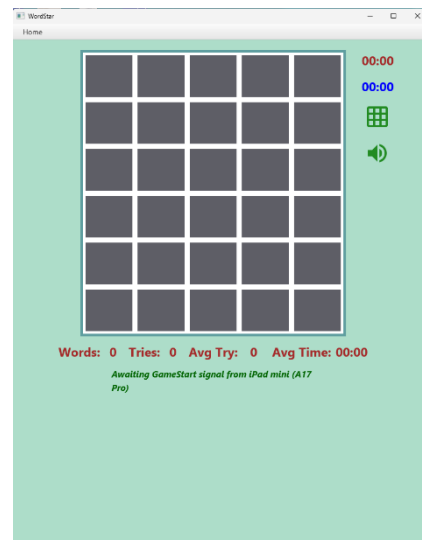 WordStar
Home
00:00
00:00
Words: 0 Tries: 0 Avg Try: 0 Avg Time: 00:00
Awaiting GameStart signal from iPad mini (A17
Pro)